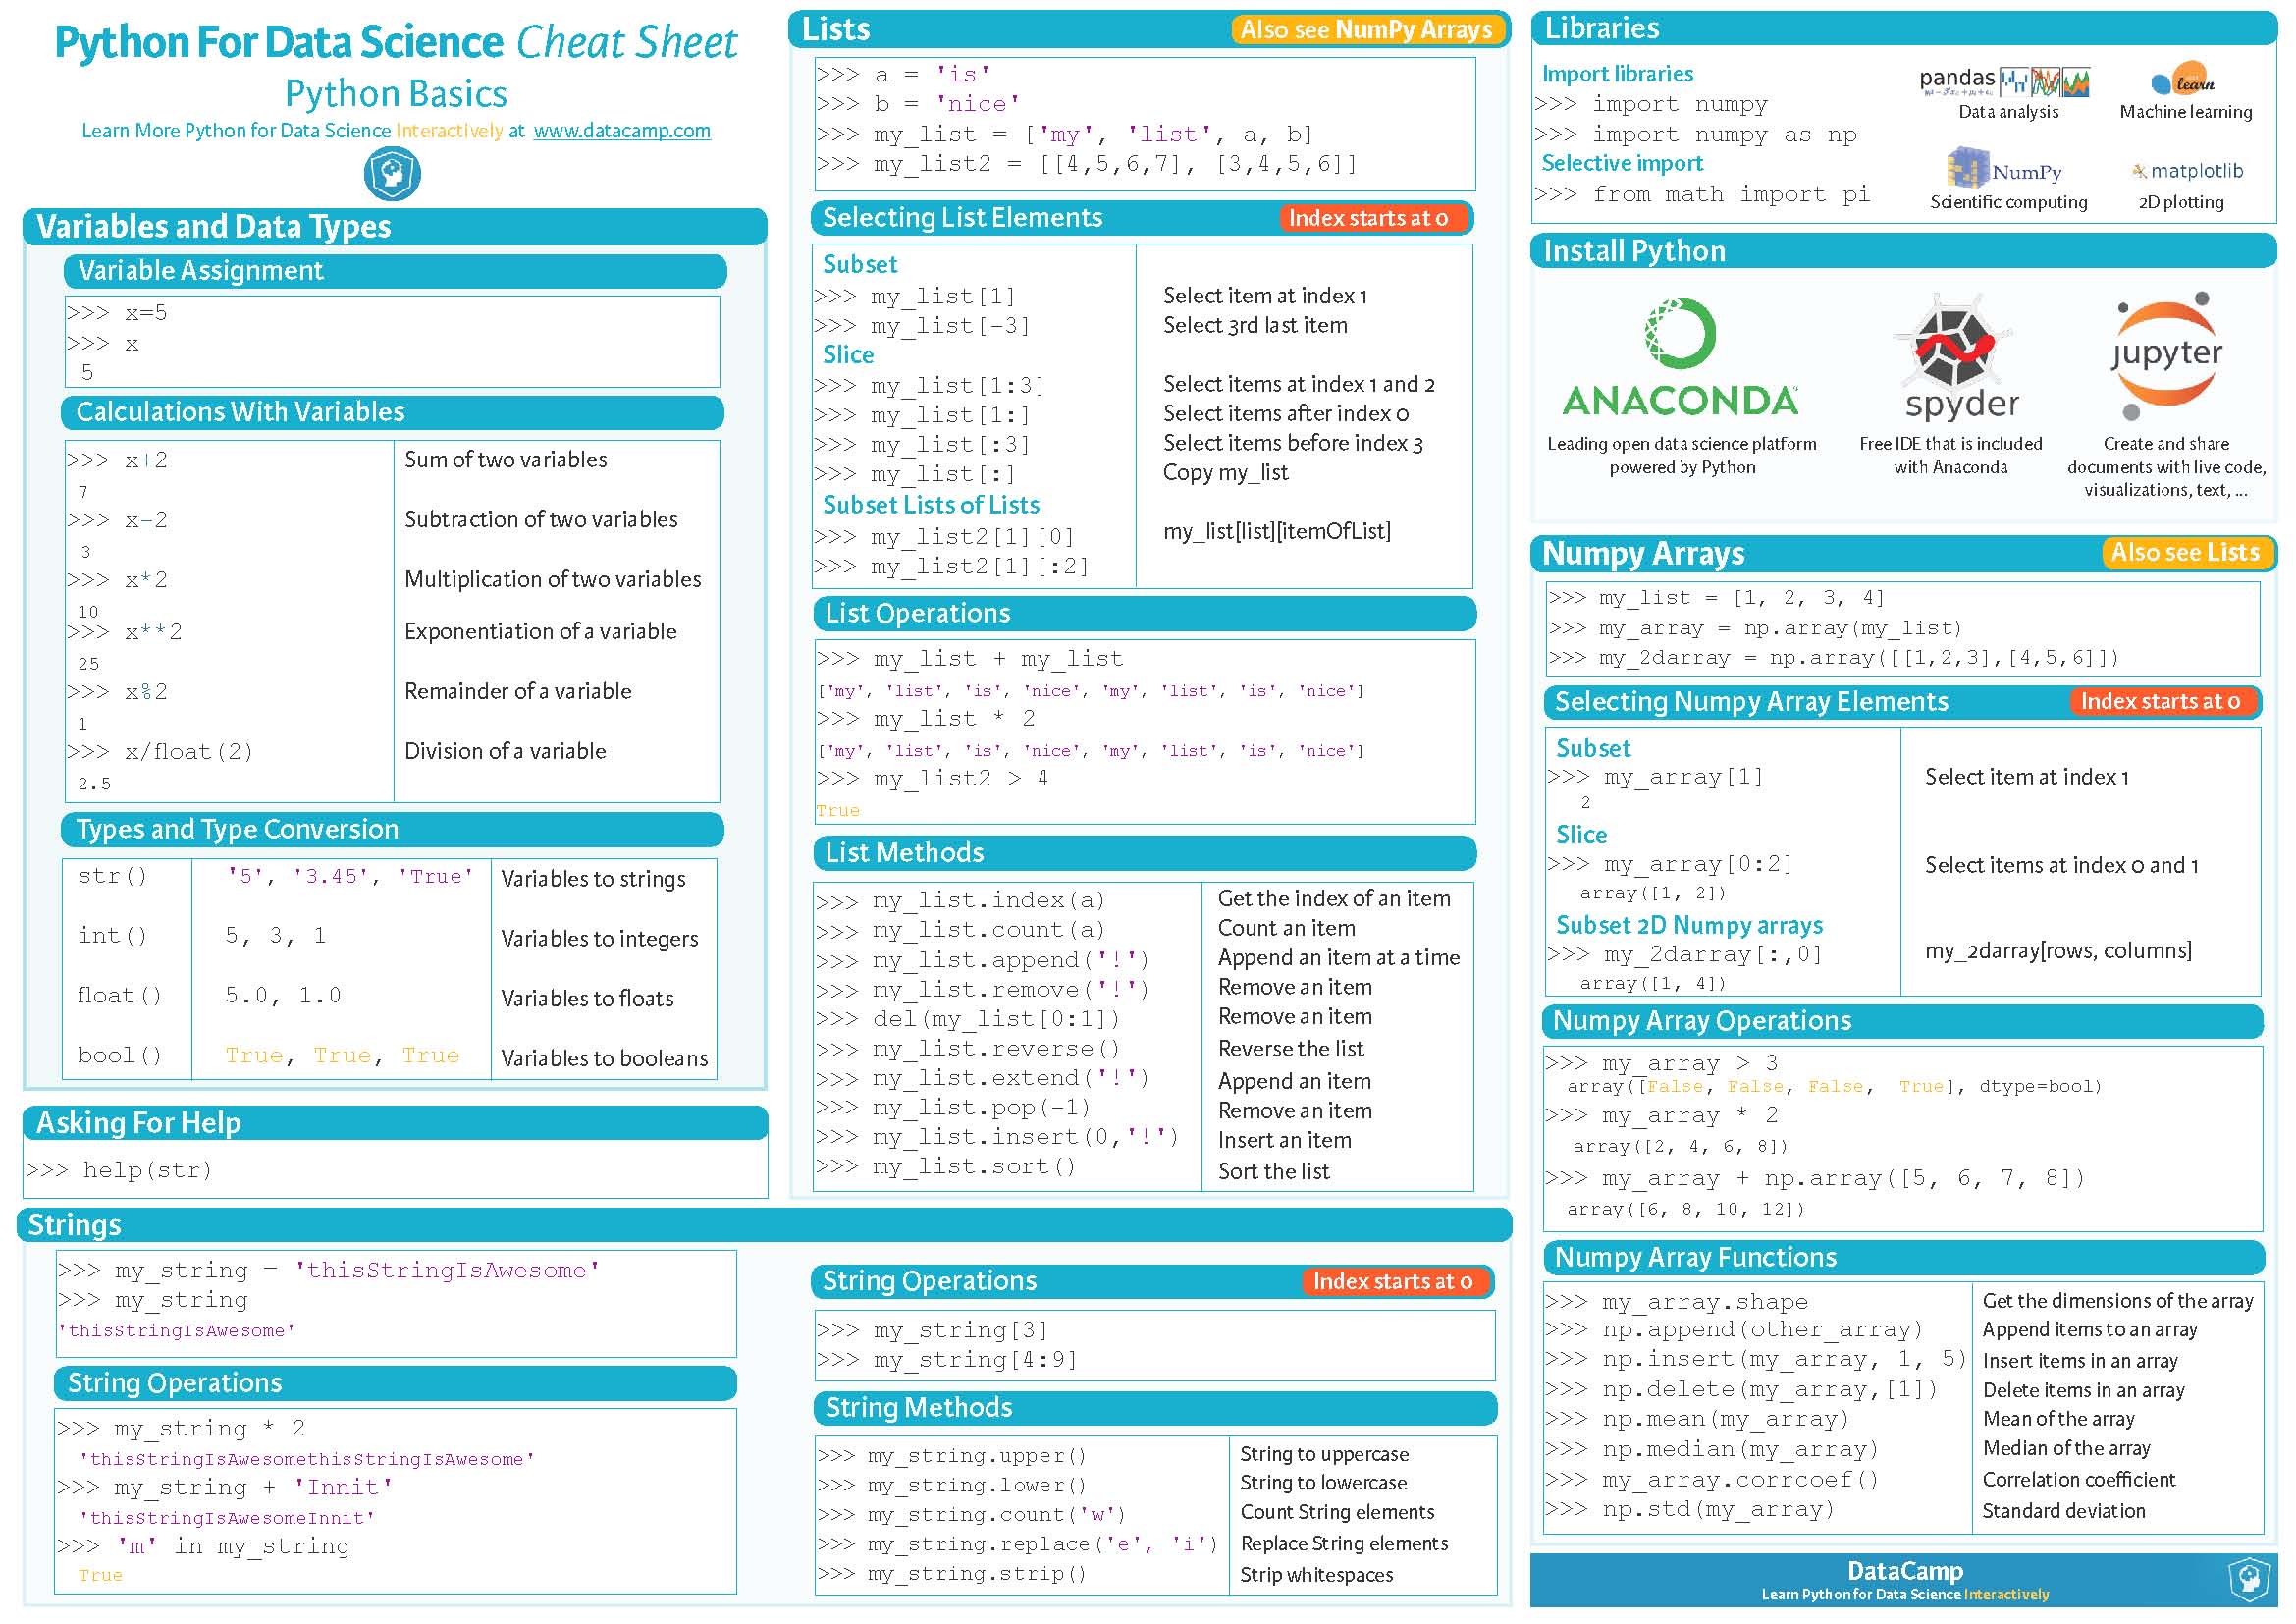 Python For Data Science Cheat Sheet
Python Basics
Learn More Python for Data Science Interactively at www.datacamp.com
Variables and Data Types
Variable Assignment
>>> x=5
>>> x
5
Calculations With Variables
>>> x+2 Sum of two variables
7
>>> x-2 Subtraction of two variables
3
>>> x*2 Multiplication of two variables
10
>>> x**2 Exponentiation of a variable
25
>>> x%2 Remainder of a variable
1
>>> x/float(2) Division of a variable
2.5
Types and Type Conversion
str() '5', '3.45', 'True' Variables to strings
int() 5, 3, 1 Variables to integers
float() 5.0, 1.0 Variables to floats
bool() True, True, True Variables to booleans
Asking For Help
>>> help(str)
Strings
>>> my_string = 'thisStringIsAwesome'
>>> my_string
'thisStringIsAwesome'
String Operations
>>> my_string * 2
'thisStringIsAwesomethisStringIsAwesome'
>>> my_string + 'Innit'
'thisStringIsAwesomeInnit'
>>> 'm' in my_string
True
Lists Also see NumPy Arrays
>>> a = 'is'
>>> b = 'nice'
>>> my_list = ['my', 'list', a, b]
>>> my_list2 = [[4,5,6,7], [3,4,5,6]]
Selecting List Elements Index starts at 0
Subset
>>> my_list[1] Select item at index 1
>>> my_list[-3] Select 3rd last item
Slice
>>> my_list[1:3] Select items at index 1 and 2
>>> my_list[1:] Select items after index 0
>>> my_list[:3] Select items before index 3
>>> my_list[:] Copy my_list
Subset Lists of Lists
>>> my_list2[1][0] my_list[list][itemOfList]
>>> my_list2[1][:2]
List Operations
>>> my_list + my_list
['my', 'list', 'is', 'nice', 'my', 'list', 'is', 'nice']
>>> my_list * 2
['my', 'list', 'is', 'nice', 'my', 'list', 'is', 'nice']
>>> my_list2 > 4
True
List Methods
>>> my_list.index(a) Get the index of an item
>>> my_list.count(a) Count an item
>>> my_list.append('!') Append an item at a time
>>> my_list.remove('!') Remove an item
>>> del(my_list[0:1]) Remove an item
>>> my_list.reverse() Reverse the list
>>> my_list.extend('!') Append an item
>>> my_list.pop(-1) Remove an item
>>> my_list.insert(0,'!') Insert an item
>>> my_list.sort() Sort the list
String Operations Index starts at 0
>>> my_string[3]
>>> my_string[4:9]
String Methods
>>> my_string.upper() String to uppercase
>>> my_string.lower() String to lowercase
>>> my_string.count('w') Count String elements
>>> my_string.replace('e', 'i') Replace String elements
>>> my_string.strip() Strip whitespaces
Libraries
Import libraries
>>> import numpy
>>> import numpy as np
Selective import
>>> from math import pi
pandas
Data analysis
learn
Machine learning
NumPy
Scientific computing
matplotlib
2D plotting
Install Python
ANACONDA
Leading open data science platform
powered by Python
spyder
Free IDE that is included
with Anaconda
jupyter
Create and share
documents with live code,
visualizations, text, ...
Numpy Arrays Also see Lists
>>> my_list = [1, 2, 3, 4]
>>> my_array = np.array(my_list)
>>> my_2darray = np.array([[1,2,3],[4,5,6]])
Selecting Numpy Array Elements Index starts at 0
Subset
>>> my_array[1] Select item at index 1
2
Slice
>>> my_array[0:2] Select items at index 0 and 1
array([1, 2])
Subset 2D Numpy arrays
>>> my_2darray[:,0] my_2darray[rows, columns]
array([1, 4])
Numpy Array Operations
>>> my_array > 3
array([False, False, False, True], dtype=bool)
>>> my_array * 2
array([2, 4, 6, 8])
>>> my_array + np.array([5, 6, 7, 8])
array([6, 8, 10, 12])
Numpy Array Functions
>>> my_array.shape Get the dimensions of the array
>>> np.append(other_array) Append items to an array
>>> np.insert(my_array, 1, 5) Insert items in an array
>>> np.delete(my_array,[1]) Delete items in an array
>>> np.mean(my_array) Mean of the array
>>> np.median(my_array) Median of the array
>>> my_array.corrcoef() Correlation coefficient
>>> np.std(my_array) Standard deviation
DataCamp
Learn Python for Data Science Interactively